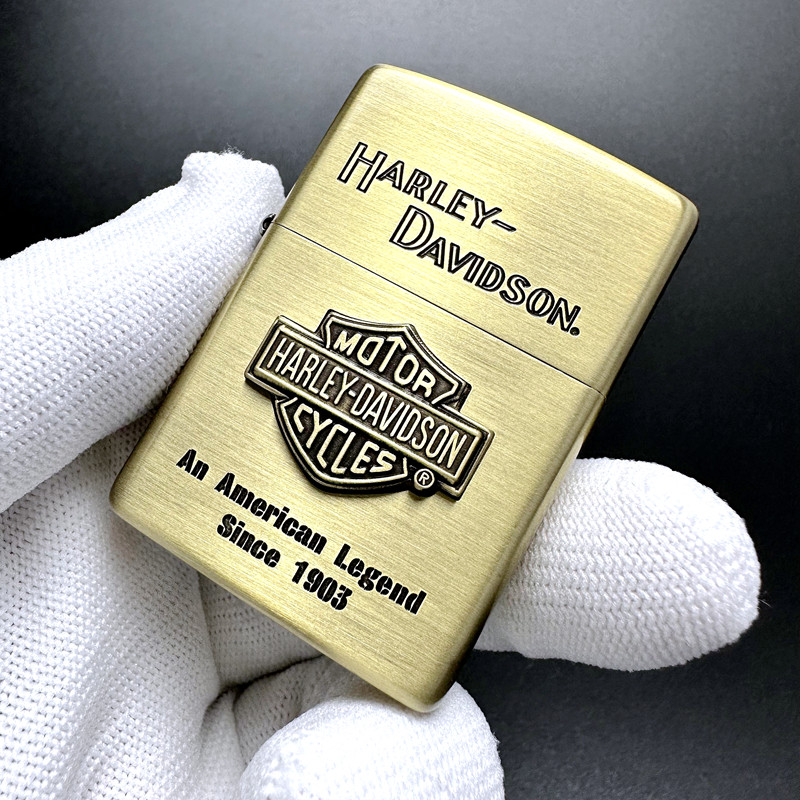 HARLEY-
DAVIDSON.
MOTOR
HARLEY-DAVIDSON
CYCLES ®
An American Legend
Since 1903